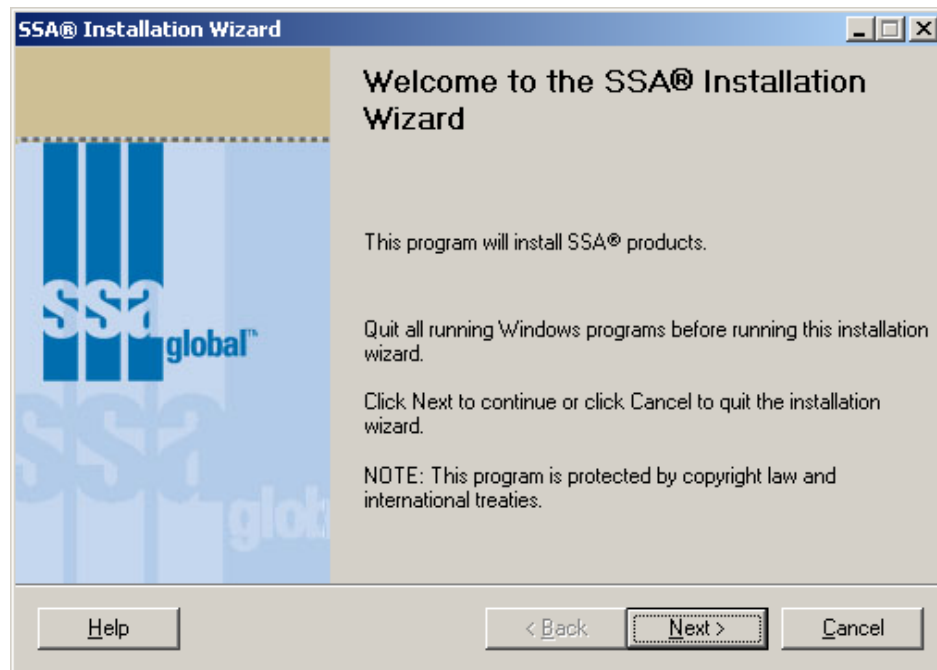 SSA® Installation Wizard
Welcome to the SSA® Installation
Wizard
This program will install SSA® products.
Quit all running Windows programs before running this installation
wizard.
Click Next to continue or click Cancel to quit the installation
wizard.
NOTE: This program is protected by copyright law and
international treaties.
ssa
global™
ssa
glob
Help
< Back
Next >
Cancel